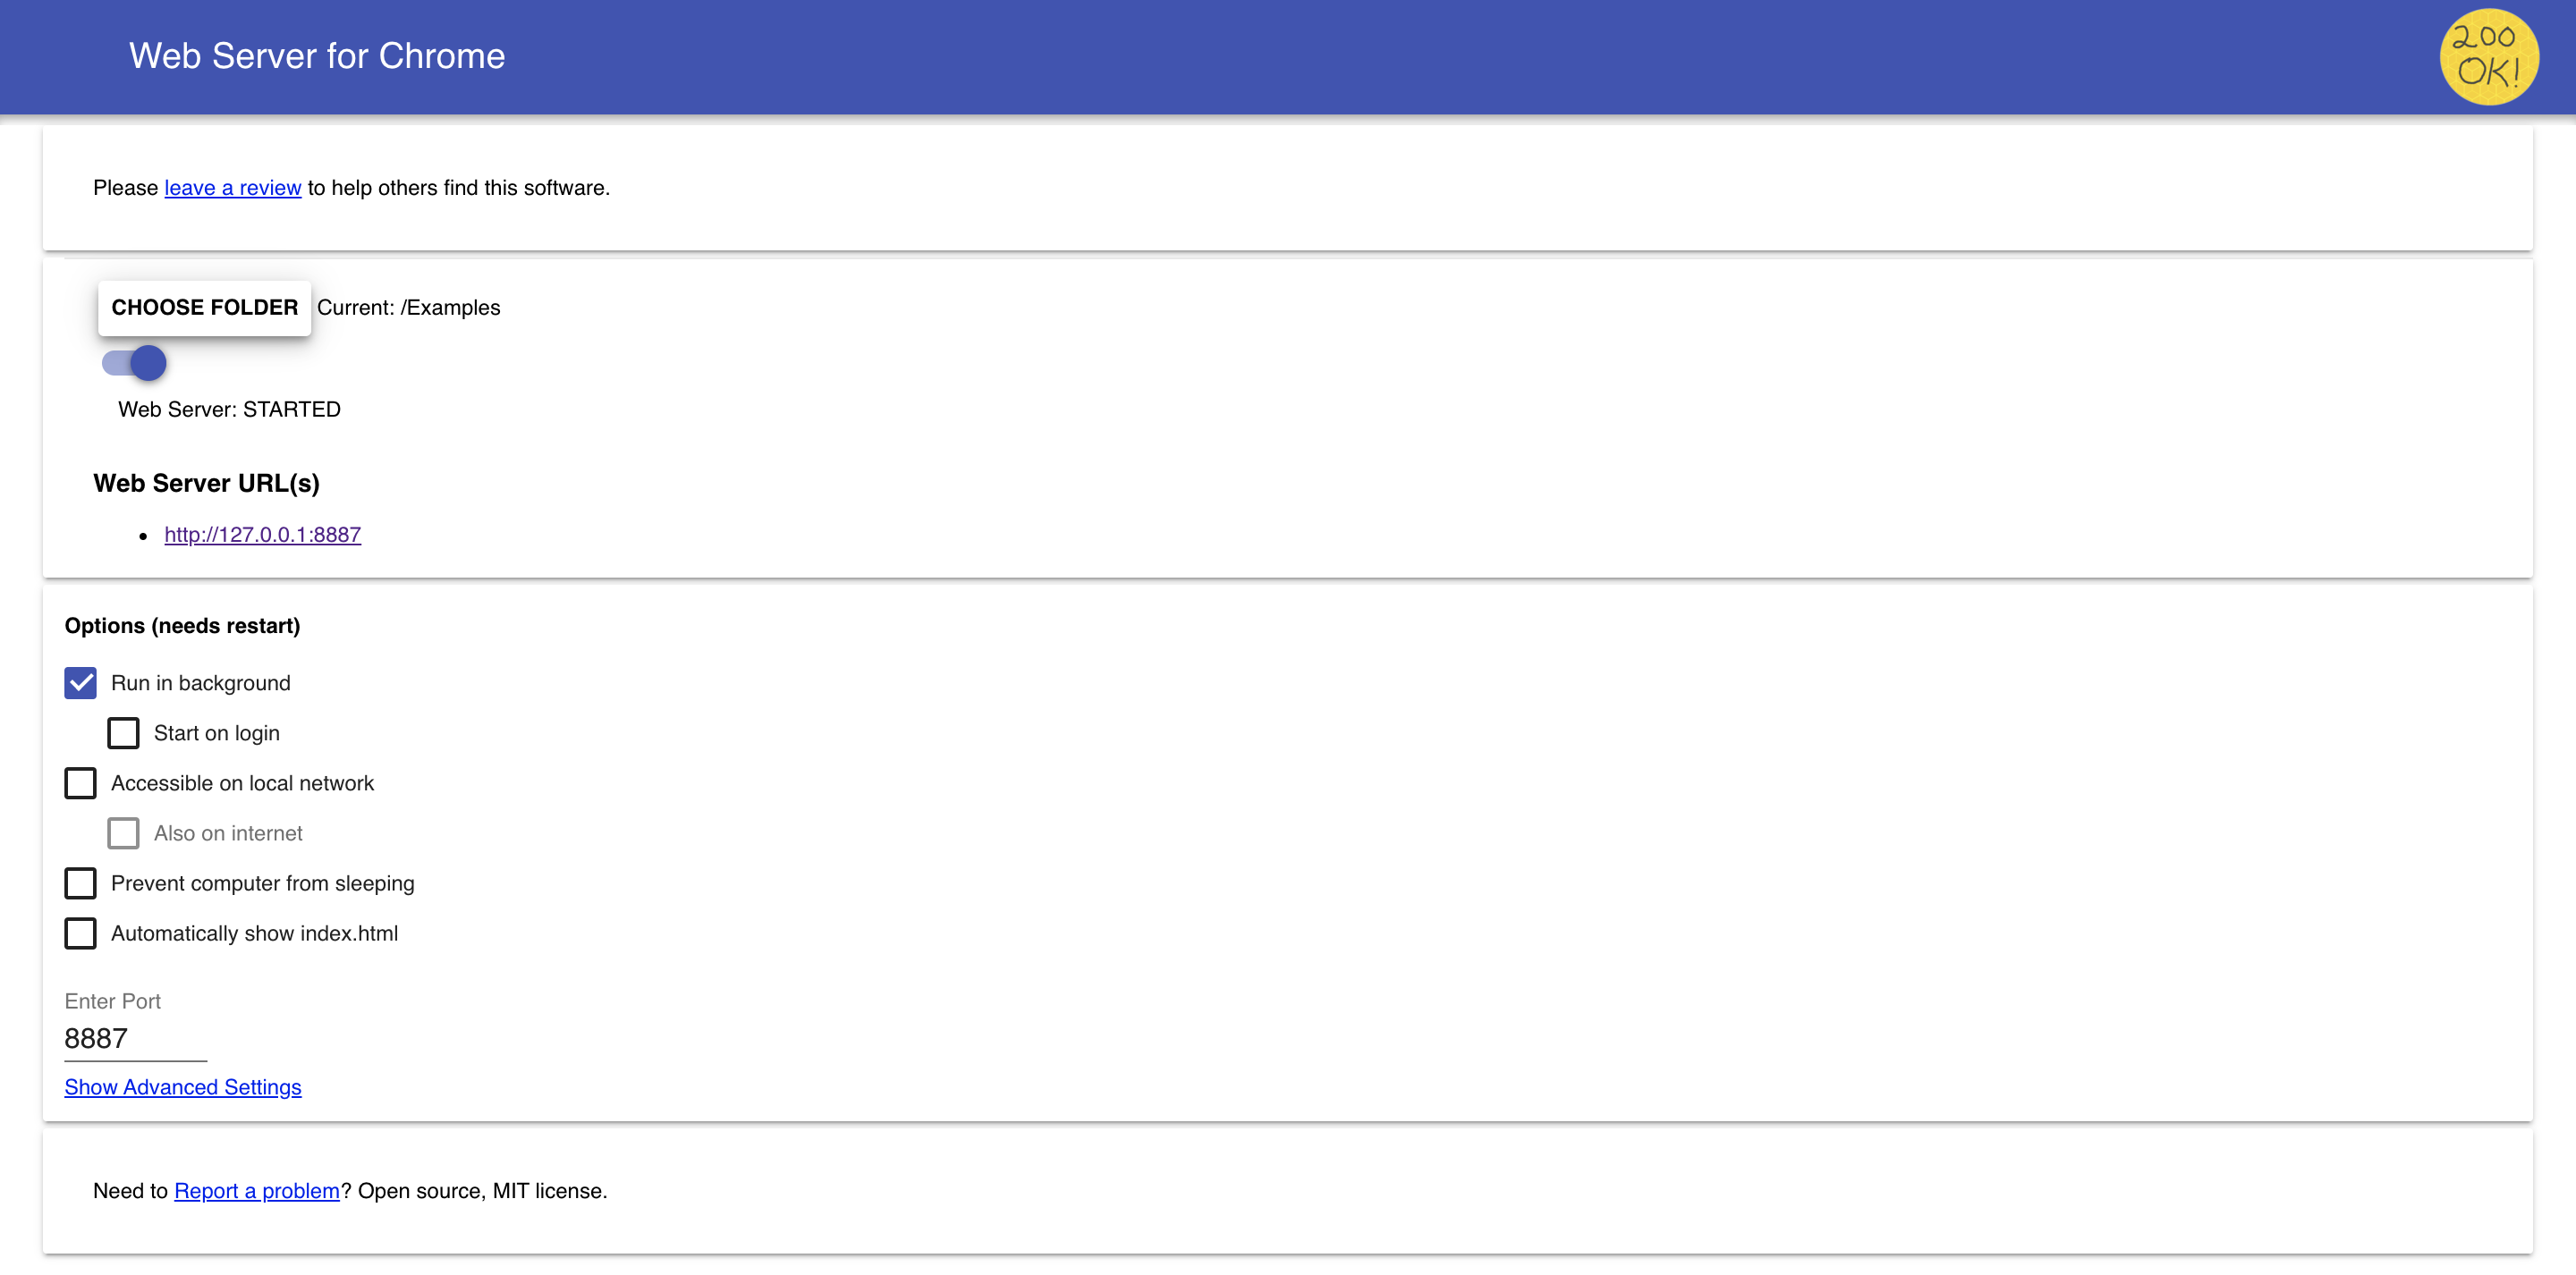 Web Server for Chrome
200
OK!
Please leave a review to help others find this software.
CHOOSE FOLDER Current: /Examples
Web Server: STARTED
Web Server URL(s)
• http://127.0.0.1:8887
Options (needs restart)
Run in background
Start on login
Accessible on local network
Also on internet
Prevent computer from sleeping
Automatically show index.html
Enter Port
8887
Show Advanced Settings
Need to Report a problem? Open source, MIT license.